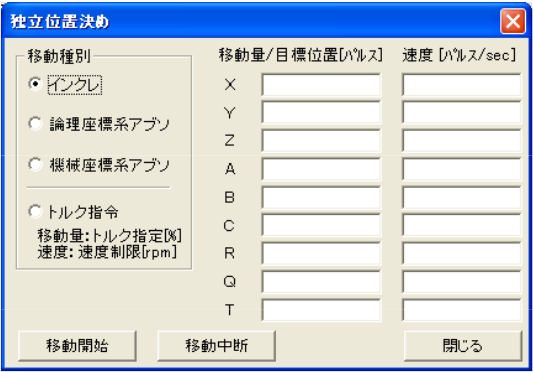 独立位置決め
移動種別
インクレ
論理座標系アブソ
機械座標系アブソ
トルク指令
移動量:トルク指定[%]
速度:速度制限[rpm]
移動量/目標位置[パルス] 速度 [パルス/sec]
X
Y
Z
A
B
C
R
Q
T
移動開始 移動中断 閉じる